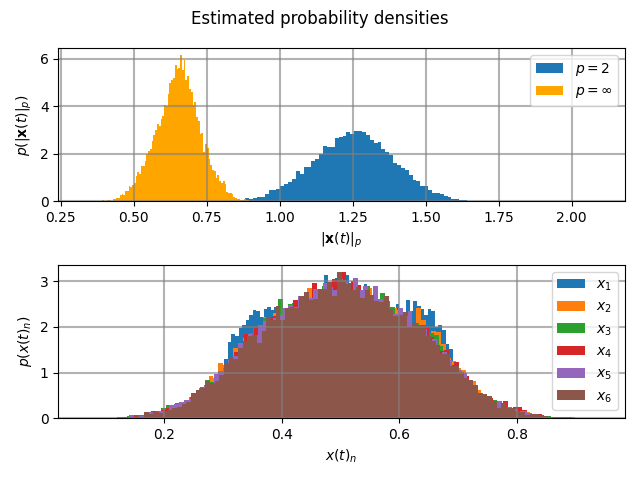 Estimated probability densities
6
4
2
0
p(|x(t)|ₚ)
p = 2
p = ∞
0.25 0.50 0.75 1.00 1.25 1.50 1.75 2.00
|x(t)|ₚ
3
2
1
0
p(x(t)ₙ)
x₁
x₂
x₃
x₄
x₅
x₆
0.2 0.4 0.6 0.8
x(t)ₙ